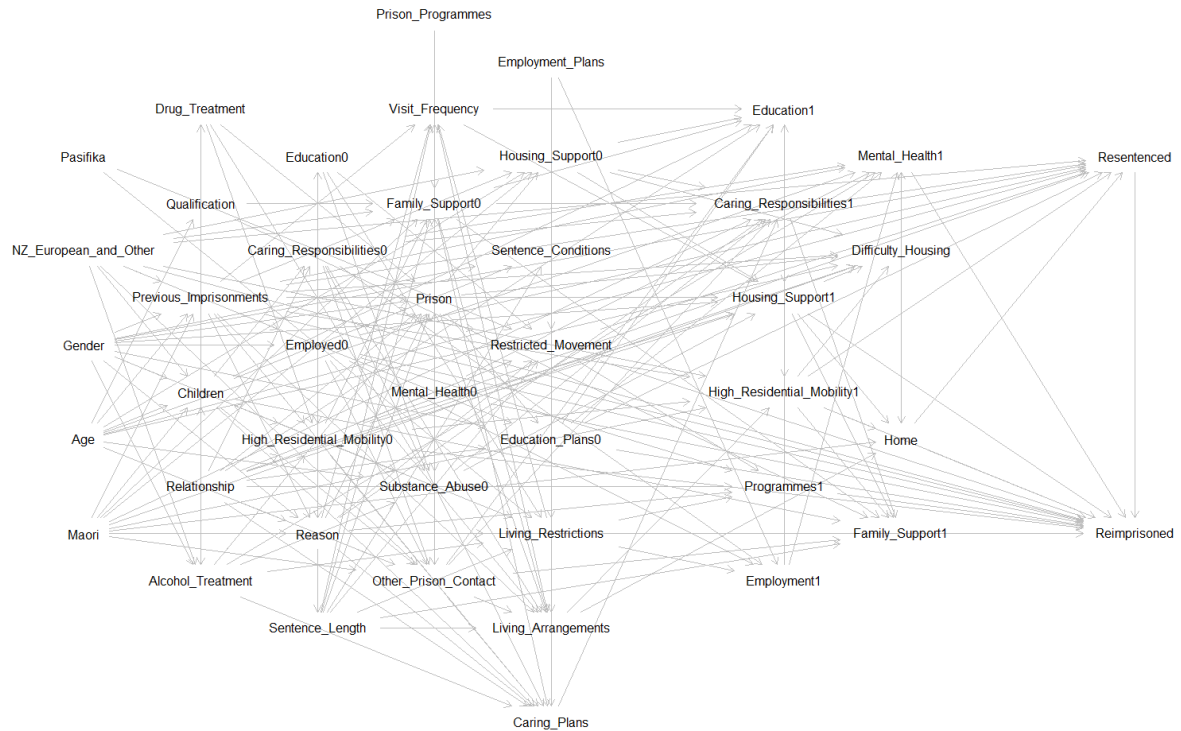 Prison_Programmes
Employment_Plans
Drug_Treatment
Visit_Frequency
Education1
Pasifika
Education0
Housing_Support0
Mental_Health1
Resentenced
Qualification
Family_Support0
Caring_Responsibilities1
NZ_European_and_Other
Caring_Responsibilities0
Sentence_Conditions
Difficulty_Housing
Previous_Imprisonments
Prison
Housing_Support1
Gender
Employed0
Restricted_Movement
Children
Mental_Health0
High_Residential_Mobility1
Age
High_Residential_Mobility0
Education_Plans0
Home
Relationship
Substance_Abuse0
Programmes1
Maori
Reason
Living_Restrictions
Family_Support1
Reimprisoned
Alcohol_Treatment
Other_Prison_Contact
Employment1
Sentence_Length
Living_Arrangements
Caring_Plans